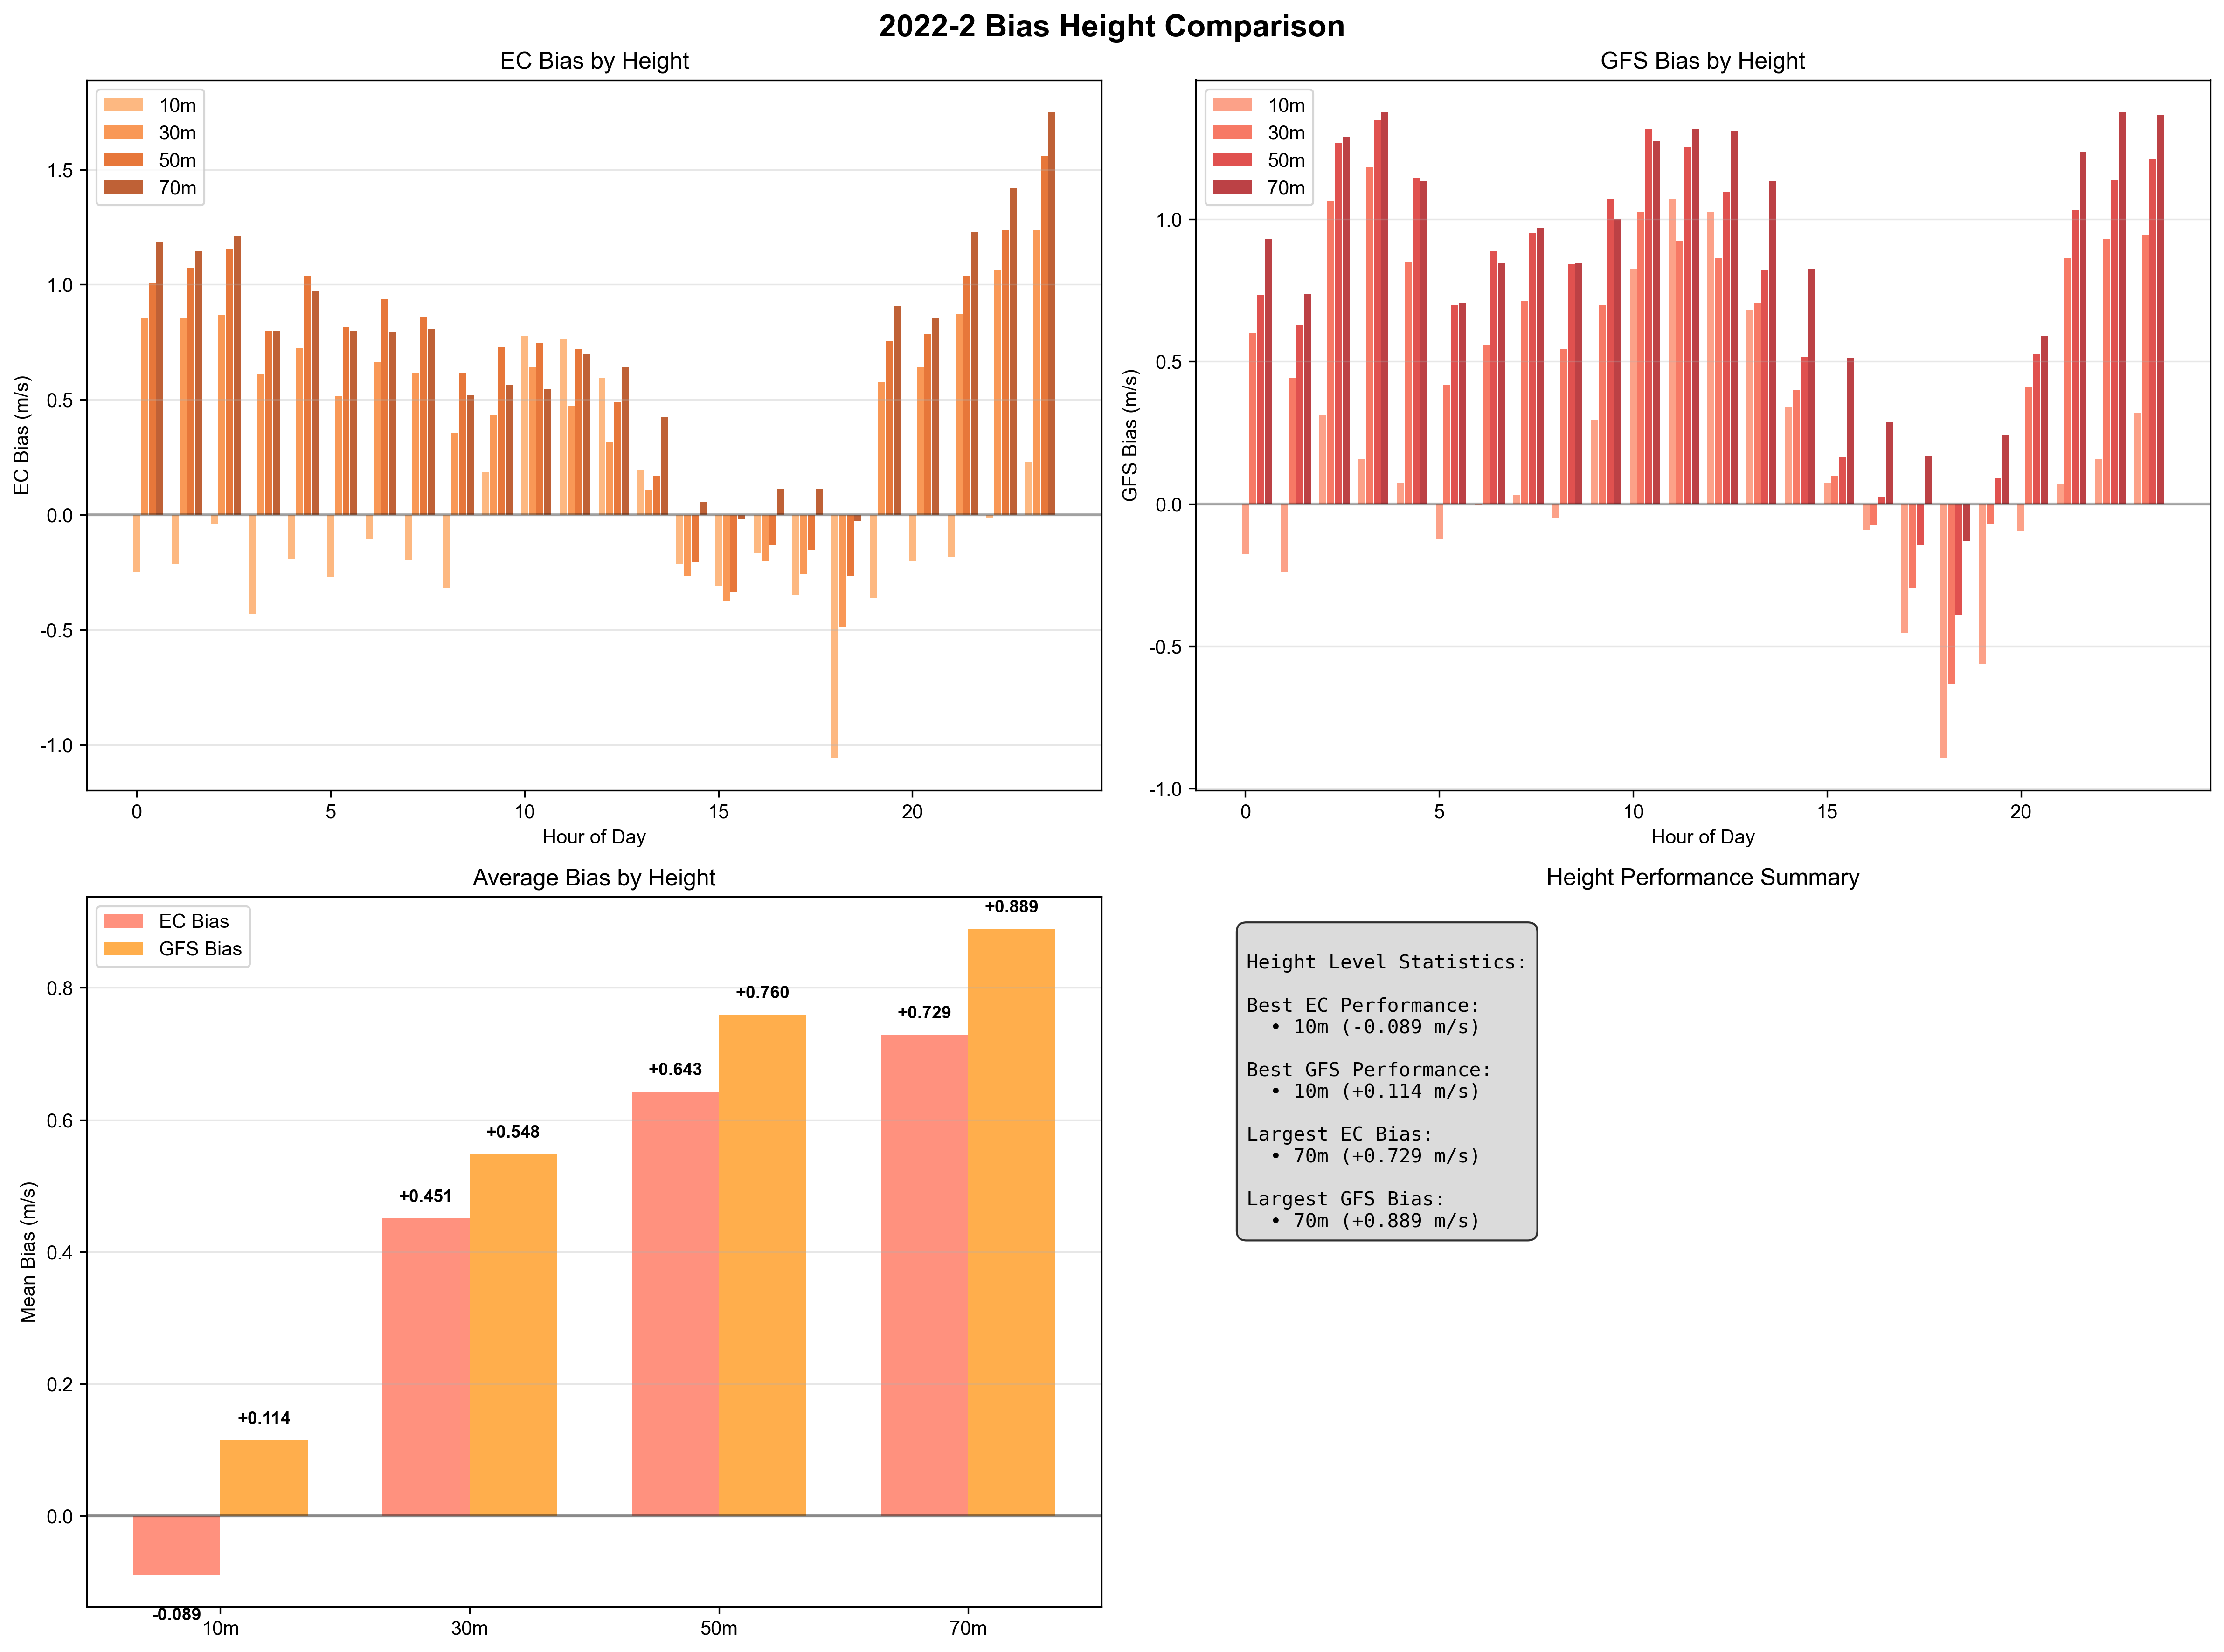 2022-2 Bias Height Comparison
EC Bias by Height
10m
30m
50m
70m
EC Bias (m/s)
1.5
1.0
0.5
0.0
-0.5
-1.0
0
5
10
15
20
Hour of Day
GFS Bias by Height
10m
30m
50m
70m
GFS Bias (m/s)
1.0
0.5
0.0
-0.5
-1.0
0
5
10
15
20
Hour of Day
Average Bias by Height
EC Bias
GFS Bias
Mean Bias (m/s)
0.8
0.6
0.4
0.2
0.0
-0.089
+0.114
+0.451
+0.548
+0.643
+0.760
+0.729
+0.889
10m
30m
50m
70m
Height Performance Summary
Height Level Statistics:
Best EC Performance:
• 10m (-0.089 m/s)
Best GFS Performance:
• 10m (+0.114 m/s)
Largest EC Bias:
• 70m (+0.729 m/s)
Largest GFS Bias:
• 70m (+0.889 m/s)